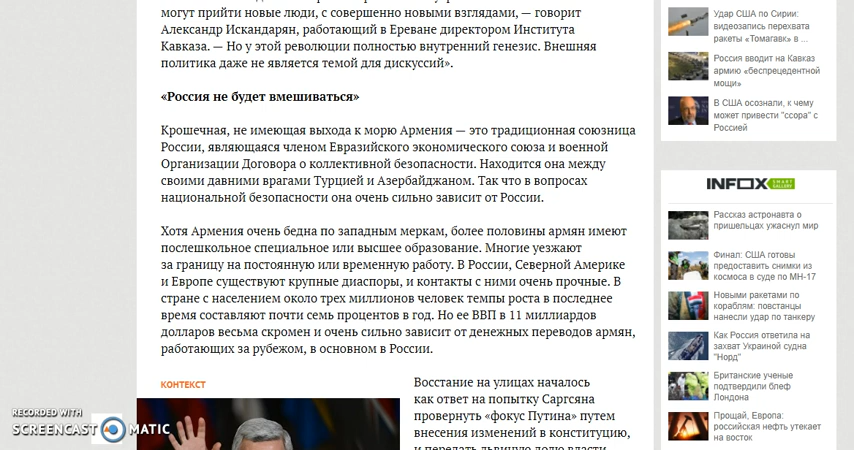 могут прийти новые люди, с совершенно новыми взглядами, — говорит
Александр Искандарян, работающий в Ереване директором Института
Кавказа. — Но у этой революции полностью внутренний генезис. Внешняя
политика даже не является темой для дискуссий».
«Россия не будет вмешиваться»
Крошечная, не имеющая выхода к морю Армения — это традиционная союзница
России, являющаяся членом Евразийского экономического союза и военной
Организации Договора о коллективной безопасности. Находится она между
своими давними врагами Турцией и Азербайджаном. Так что в вопросах
национальной безопасности она очень сильно зависит от России.
Хотя Армения очень бедна по западным меркам, более половины армян имеют
послешкольное специальное или высшее образование. Многие уезжают
за границу на постоянную или временную работу. В России, Северной Америке
и Европе существуют крупные диаспоры, и контакты с ними очень прочные. В
стране с населением около трех миллионов человек темпы роста в последнее
время составляют почти семь процентов в год. Но ее ВВП в 11 миллиардов
долларов весьма скромен и очень сильно зависит от денежных переводов армян,
работающих за рубежом, в основном в России.
КОНТЕКСТ
Восстание на улицах началось
как ответ на попытку Саргсяна
провернуть «фокус Путина» путем
внесения изменений в конституцию,
и передать львиную долю власти
Удар США по Сирии:
видеозапись перехвата
ракеты «Томагавк» в ...
Россия вводит на Кавказ
армию «беспрецедентной
мощи»
В США осознали, к чему
может привести "ссора" с
Россией
INFOX SMART GALLERY
Рассказ астронавта о
пришельцах ужаснул мир
Финал: США готовы
предоставить снимки из
космоса в суде по MH-17
Новыми ракетами по
кораблям: повстанцы
нанесли удар по танкеру
Как Россия ответила на
захват Украиной судна
"Норд"
Британские ученые
подтвердили блеф
Лондона
Прощай, Европа:
российская нефть утекает
на восток
RECORDED WITH
SCREENCAST MATIC